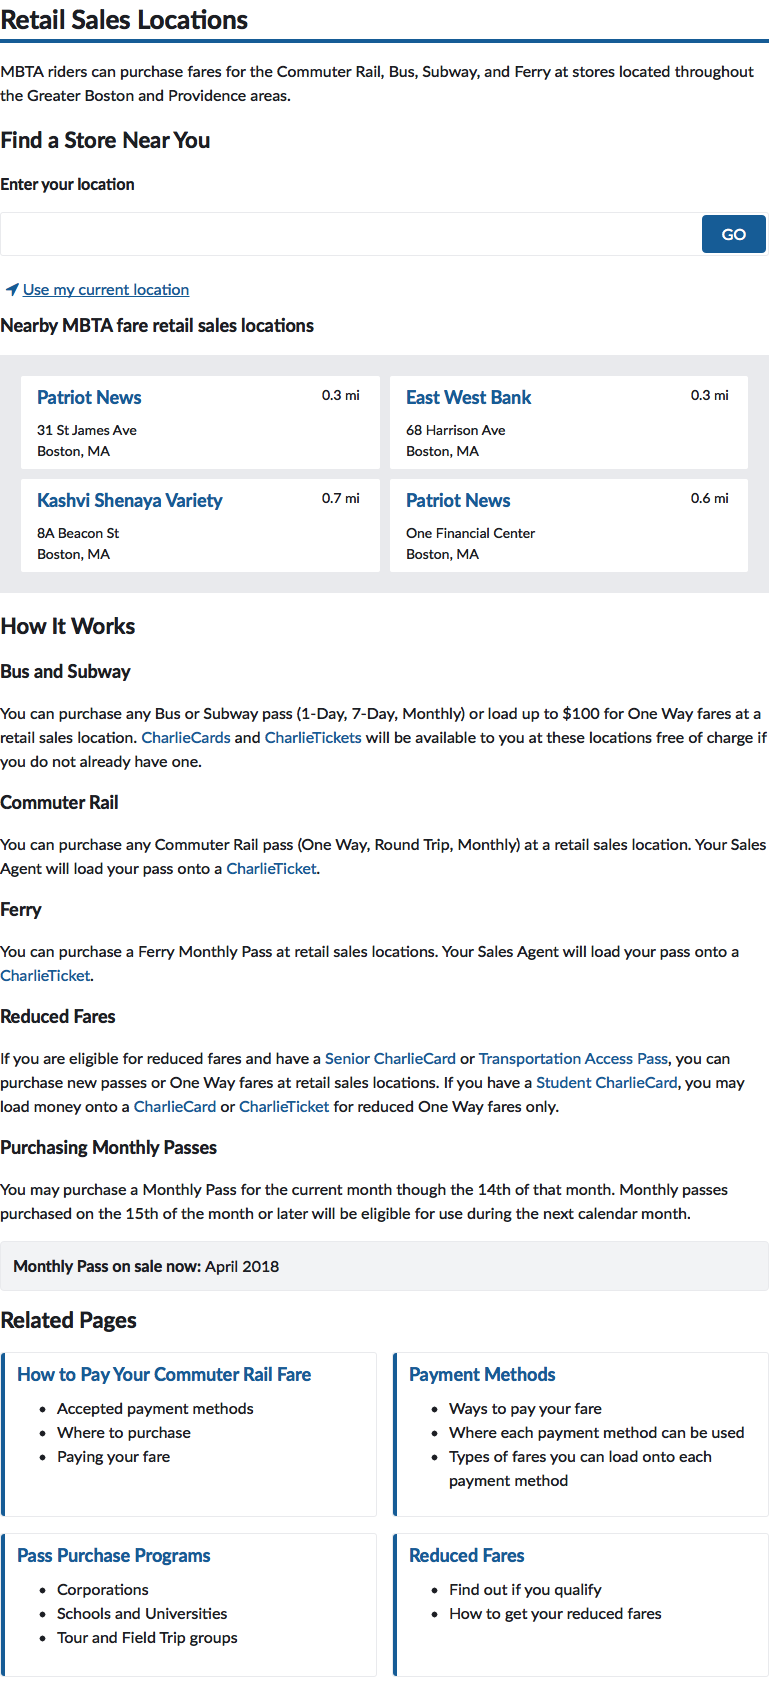 Retail Sales Locations
MBTA riders can purchase fares for the Commuter Rail, Bus, Subway, and Ferry at stores located throughout
the Greater Boston and Providence areas.
Find a Store Near You
Enter your location
GO
Use my current location
Nearby MBTA fare retail sales locations
Patriot News 0.3 mi
31 St James Ave
Boston, MA
East West Bank 0.3 mi
68 Harrison Ave
Boston, MA
Kashvi Shenaya Variety 0.7 mi
8A Beacon St
Boston, MA
Patriot News 0.6 mi
One Financial Center
Boston, MA
How It Works
Bus and Subway
You can purchase any Bus or Subway pass (1-Day, 7-Day, Monthly) or load up to $100 for One Way fares at a
retail sales location. CharlieCards and CharlieTickets will be available to you at these locations free of charge if
you do not already have one.
Commuter Rail
You can purchase any Commuter Rail pass (One Way, Round Trip, Monthly) at a retail sales location. Your Sales
Agent will load your pass onto a CharlieTicket.
Ferry
You can purchase a Ferry Monthly Pass at retail sales locations. Your Sales Agent will load your pass onto a
CharlieTicket.
Reduced Fares
If you are eligible for reduced fares and have a Senior CharlieCard or Transportation Access Pass, you can
purchase new passes or One Way fares at retail sales locations. If you have a Student CharlieCard, you may
load money onto a CharlieCard or CharlieTicket for reduced One Way fares only.
Purchasing Monthly Passes
You may purchase a Monthly Pass for the current month though the 14th of that month. Monthly passes
purchased on the 15th of the month or later will be eligible for use during the next calendar month.
Monthly Pass on sale now: April 2018
Related Pages
How to Pay Your Commuter Rail Fare
• Accepted payment methods
• Where to purchase
• Paying your fare
Payment Methods
• Ways to pay your fare
• Where each payment method can be used
• Types of fares you can load onto each
payment method
Pass Purchase Programs
• Corporations
• Schools and Universities
• Tour and Field Trip groups
Reduced Fares
• Find out if you qualify
• How to get your reduced fares